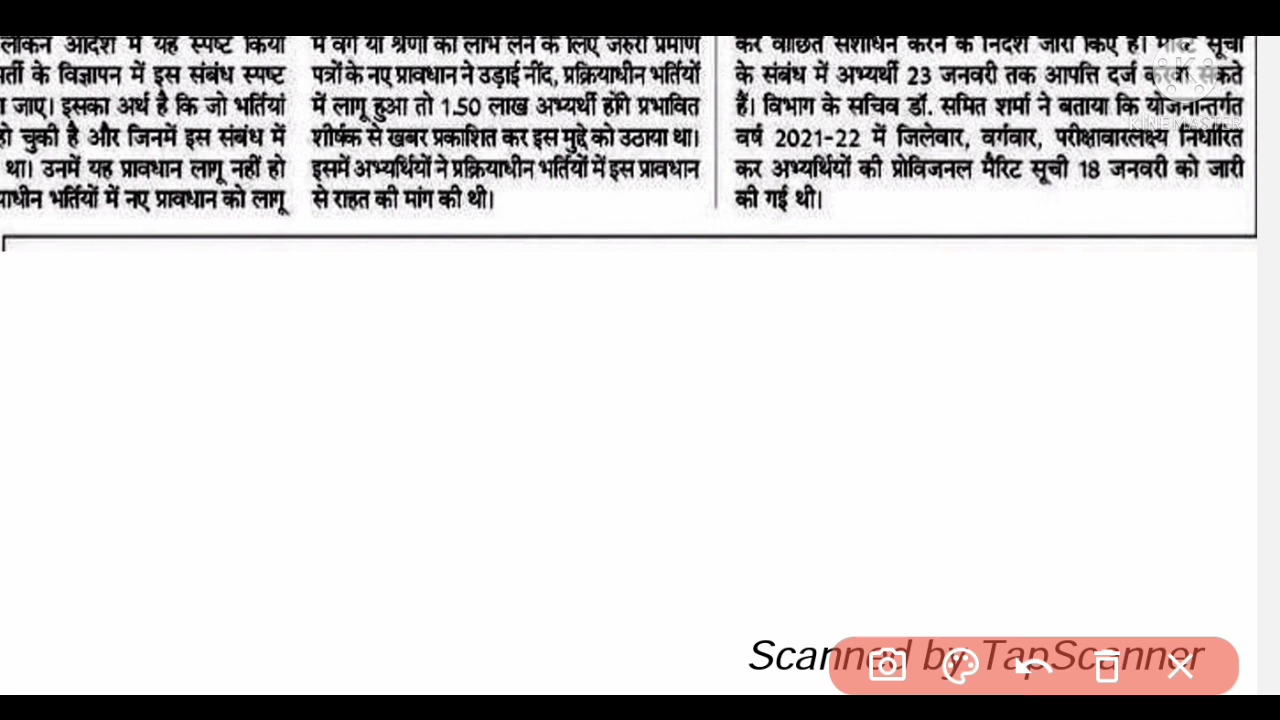 लेकिन आदेश में यह स्पष्ट किया
के विज्ञापन में इस संबंध स्पष्ट
जाए। इसका अर्थ है कि जो भर्तियां
हो चुकी है और जिनमें इस संबंध में
था। उनमें यह प्रावधान लागू नहीं हो
भर्तियों में नए प्रावधान को लागू
में वर्ग या श्रेणी का लाभ लेने के लिए जरुरी प्रमाण
पत्रों के नए प्रावधान ने उड़ाई नींद, प्रक्रियाधीन भर्तियों
में लागू हुआ तो 1.50 लाख अभ्यर्थी होंगे प्रभावित
शीर्षक से खबर प्रकाशित कर इस मुद्दे को उठाया था।
इसमें अभ्यर्थियों ने प्रक्रियाधीन भर्तियों में इस प्रावधान
से राहत की मांग की थी।
कर वांछित संशोधन करने के निर्देश जारी किए हैं। मैरिट सूची
के संबंध में अभ्यर्थी 23 जनवरी तक आपत्ति दर्ज करवा सकते
हैं। विभाग के सचिव डॉ. समित शर्मा ने बताया कि योजनान्तर्गत
वर्ष 2021-22 में जिलेवार, वर्गवार, परीक्षावारलक्ष्य निर्धारित
कर अभ्यर्थियों की प्रोविजनल मैरिट सूची 18 जनवरी को जारी
की गई थी।
KINEMASTER
Scanned by TapScanner